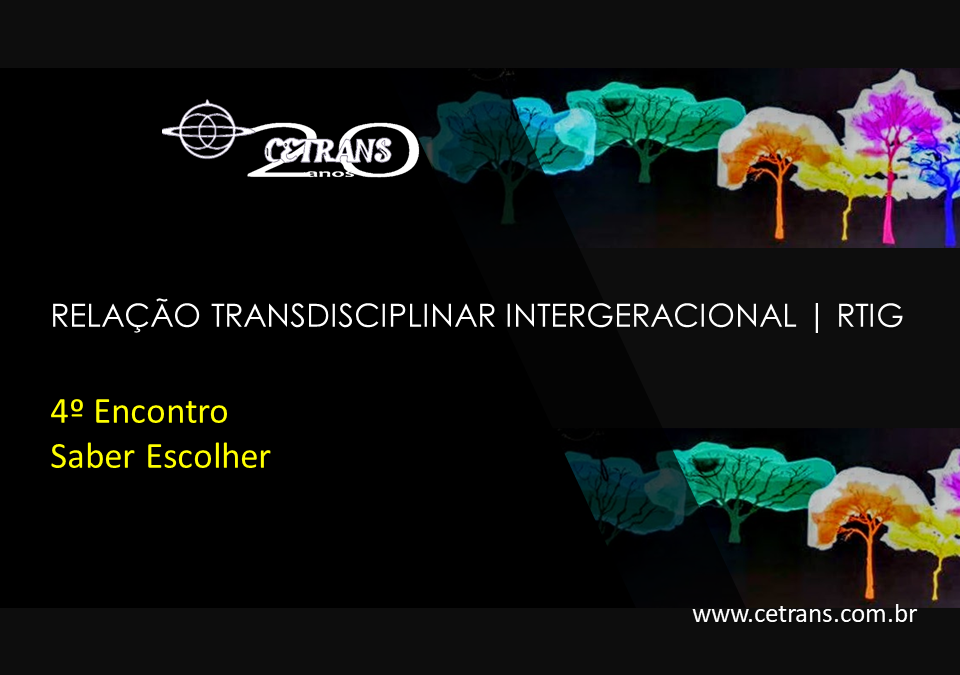 20
CETRANS
anos
RELAÇÃO TRANSDISCIPLINAR INTERGERACIONAL | RTIG
4º Encontro
Saber Escolher
www.cetrans.com.br